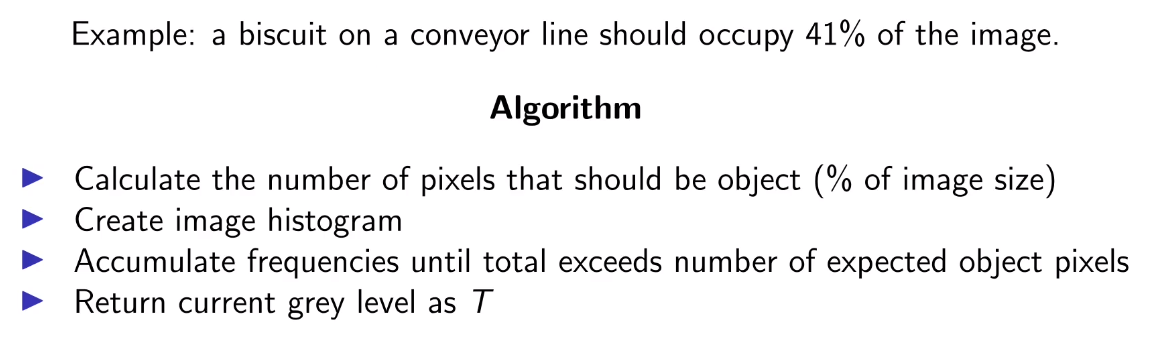 Example: a biscuit on a conveyor line should occupy 41% of the image.
Algorithm
Calculate the number of pixels that should be object (% of image size)
Create image histogram
Accumulate frequencies until total exceeds number of expected object pixels
Return current grey level as T